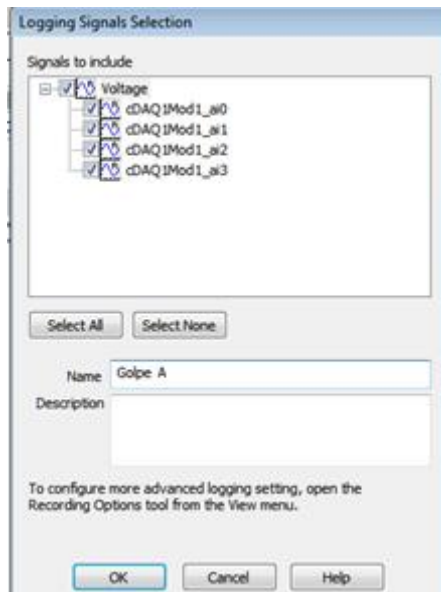 Logging Signals Selection
Signals to include
Voltage
cDAQ1Mod1_ai0
cDAQ1Mod1_ai1
cDAQ1Mod1_ai2
cDAQ1Mod1_ai3
Select All Select None
Name Golpe A
Description
To configure more advanced logging setting, open the
Recording Options tool from the View menu.
OK Cancel Help